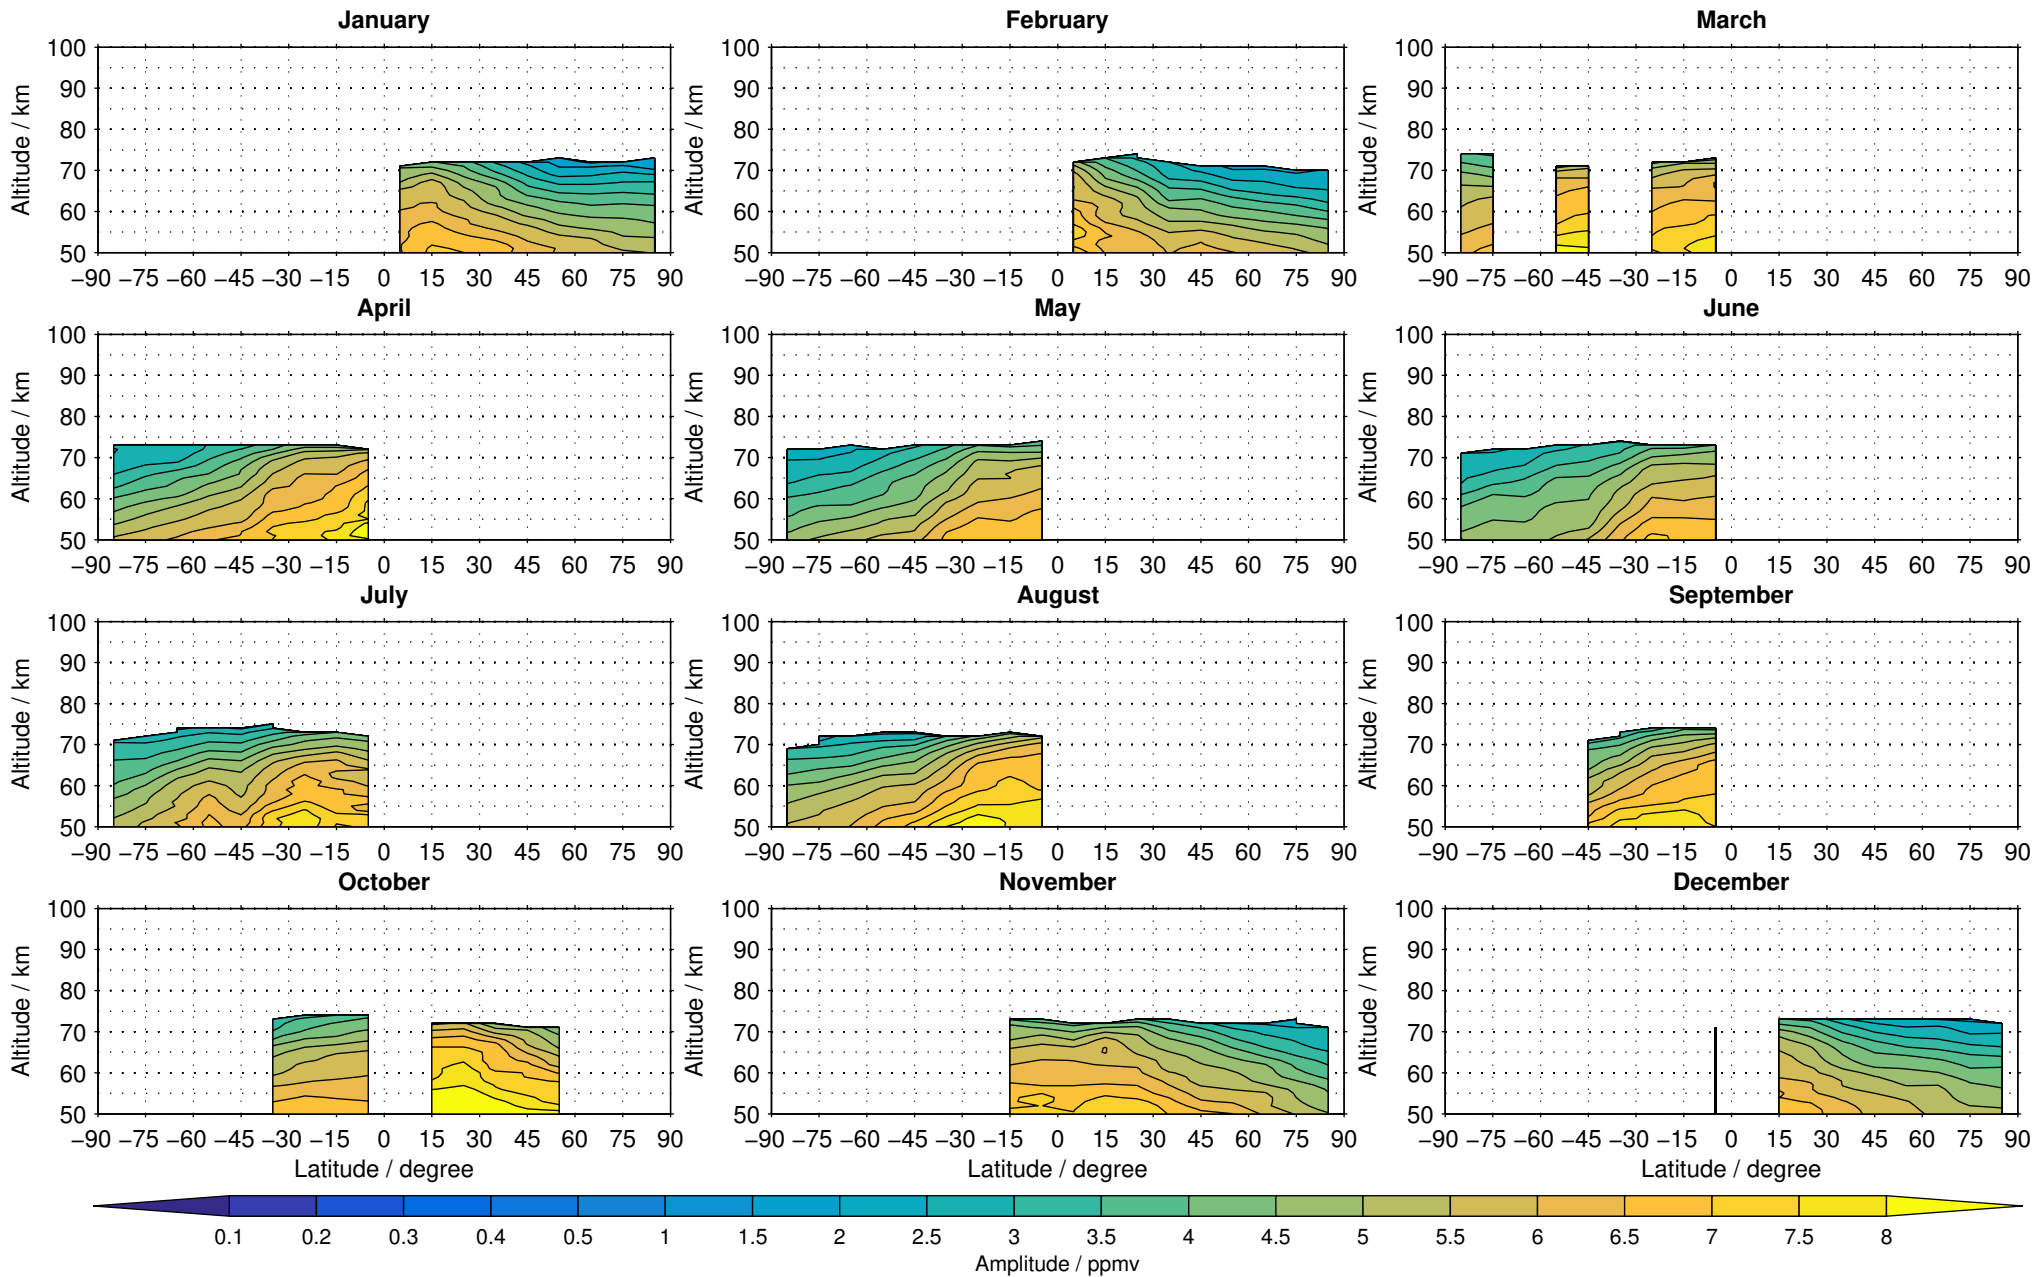 January February March
100 100 100
90 90 90
80 80 80
70 70 70
60 60 60
50 50 50
Altitude / km Altitude / km Altitude / km
−90 −75 −60 −45 −30 −15 0 15 30 45 60 75 90 −90 −75 −60 −45 −30 −15 0 15 30 45 60 75 90 −90 −75 −60 −45 −30 −15 0 15 30 45 60 75 90
April May June
100 100 100
90 90 90
80 80 80
70 70 70
60 60 60
50 50 50
Altitude / km Altitude / km Altitude / km
−90 −75 −60 −45 −30 −15 0 15 30 45 60 75 90 −90 −75 −60 −45 −30 −15 0 15 30 45 60 75 90 −90 −75 −60 −45 −30 −15 0 15 30 45 60 75 90
July August September
100 100 100
90 90 90
80 80 80
70 70 70
60 60 60
50 50 50
Altitude / km Altitude / km Altitude / km
−90 −75 −60 −45 −30 −15 0 15 30 45 60 75 90 −90 −75 −60 −45 −30 −15 0 15 30 45 60 75 90 −90 −75 −60 −45 −30 −15 0 15 30 45 60 75 90
October November December
100 100 100
90 90 90
80 80 80
70 70 70
60 60 60
50 50 50
Altitude / km Altitude / km Altitude / km
−90 −75 −60 −45 −30 −15 0 15 30 45 60 75 90 −90 −75 −60 −45 −30 −15 0 15 30 45 60 75 90 −90 −75 −60 −45 −30 −15 0 15 30 45 60 75 90
Latitude / degree Latitude / degree Latitude / degree
0.1 0.2 0.3 0.4 0.5 1 1.5 2 2.5 3 3.5 4 4.5 5 5.5 6 6.5 7 7.5 8
Amplitude / ppmv